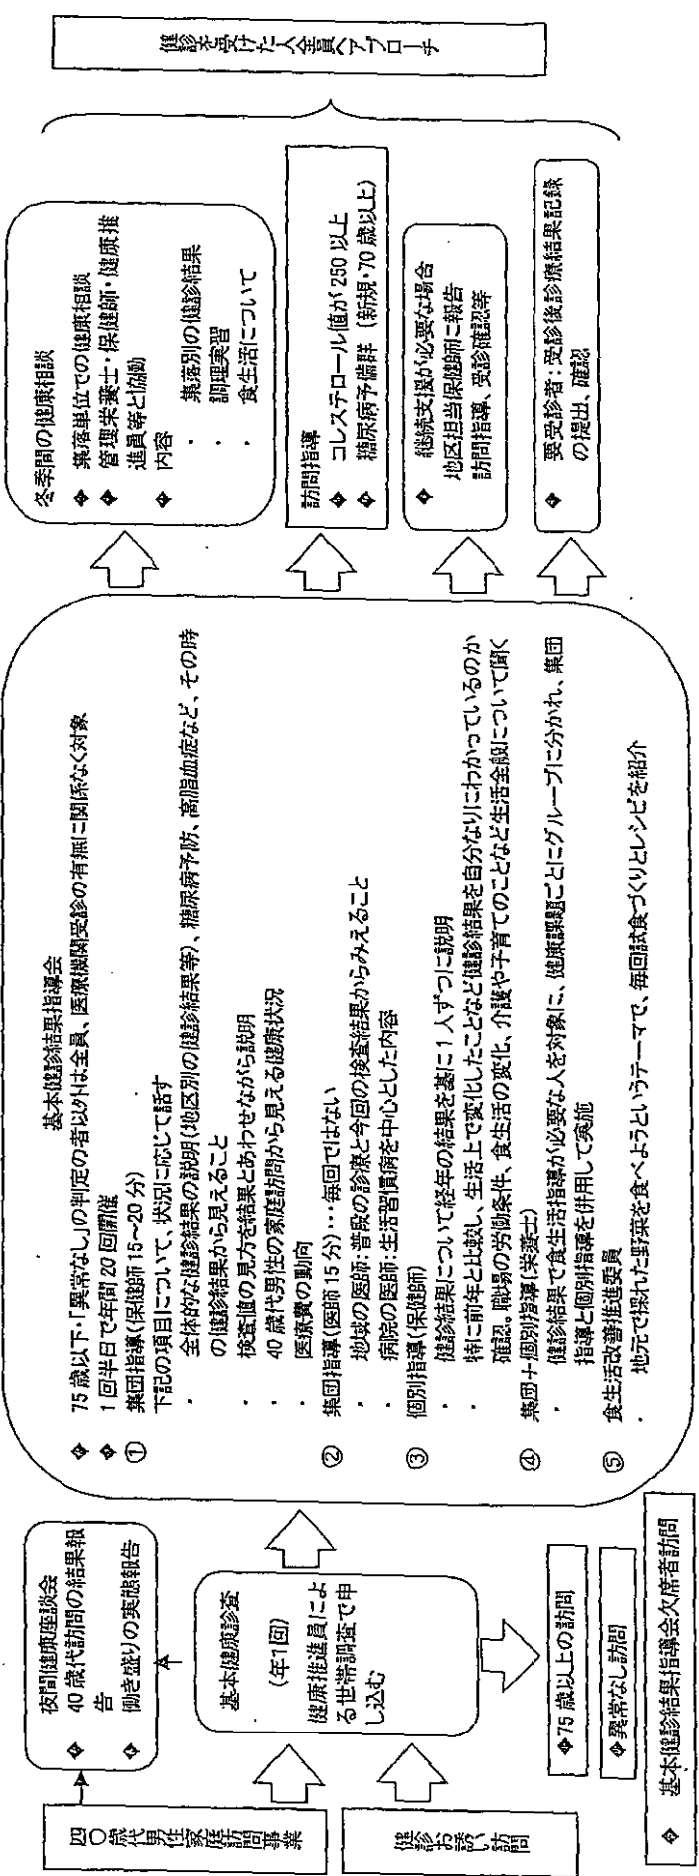 四〇歳代男性家庭訪問事業
健診お誘い訪問
夜間健康座談会
◆ 40 歳代訪問の結果報
告
◆ 働き盛りの実態報告
基本健康診査
(年1回)
健康推進員によ
る世帯調査で申
し込む
◆75 歳以上の訪問
◆異常なし訪問
◆ 基本健診結果指導会欠席者訪問
基本健診結果指導会
◆ 75 歳以下・「異常なし」の判定の者以外は全員、医療機関受診の有無に関係なく対象
◆ 1 回半日で年間 20 回開催
① 集団指導(保健師 15～20 分)
下記の項目について、状況に応じて話す
・ 全体的な健診結果の説明(地区別の健診結果等)、糖尿病予防、高脂血症など、その時
の健診結果から見えること
・ 検査値の見方を結果とあわせながら説明
・ 40 歳代男性の家庭訪問から見える健康状況
・ 医療費の動向
② 集団指導(医師 15 分)…毎回ではない
・ 地域の医師:普段の診療と今回の検査結果からみえること
・ 病院の医師:生活習慣病を中心とした内容
③ 個別指導(保健師)
・ 健診結果について経年の結果を基に 1 人ずつに説明
・ 特に前年と比較し、生活上で変化したことなど健診結果を自分なりにわかっているのか
確認。職場の労働条件、食生活の変化、介護や子育てのことなど生活全般について聞く
④ 集団＋個別指導(栄養士)
・ 健診結果で食生活指導が必要な人を対象に、健康課題ごとにグループに分かれ、集団
指導と個別指導を併用して実施
⑤ 食生活改善推進委員
・ 地元で採れた野菜を食べようというテーマで、毎回試食づくりとレシピを紹介
冬季間の健康相談
◆ 集落単位での健康相談
◆ 管理栄養士・保健師・健康推
進員等と協働
◆ 内容
・ 集落別の健診結果
・ 調理実習
・ 食生活について
訪問指導
◆ コレステロール値が 250 以上
◆ 糖尿病予備群（新規・70 歳以上）
◆ 継続支援が必要な場合
地区担当保健師に報告
訪問指導、受診確認等
◆ 要受診者：受診後診療結果記録
の提出、確認
健診を受けた人全員へアプローチ